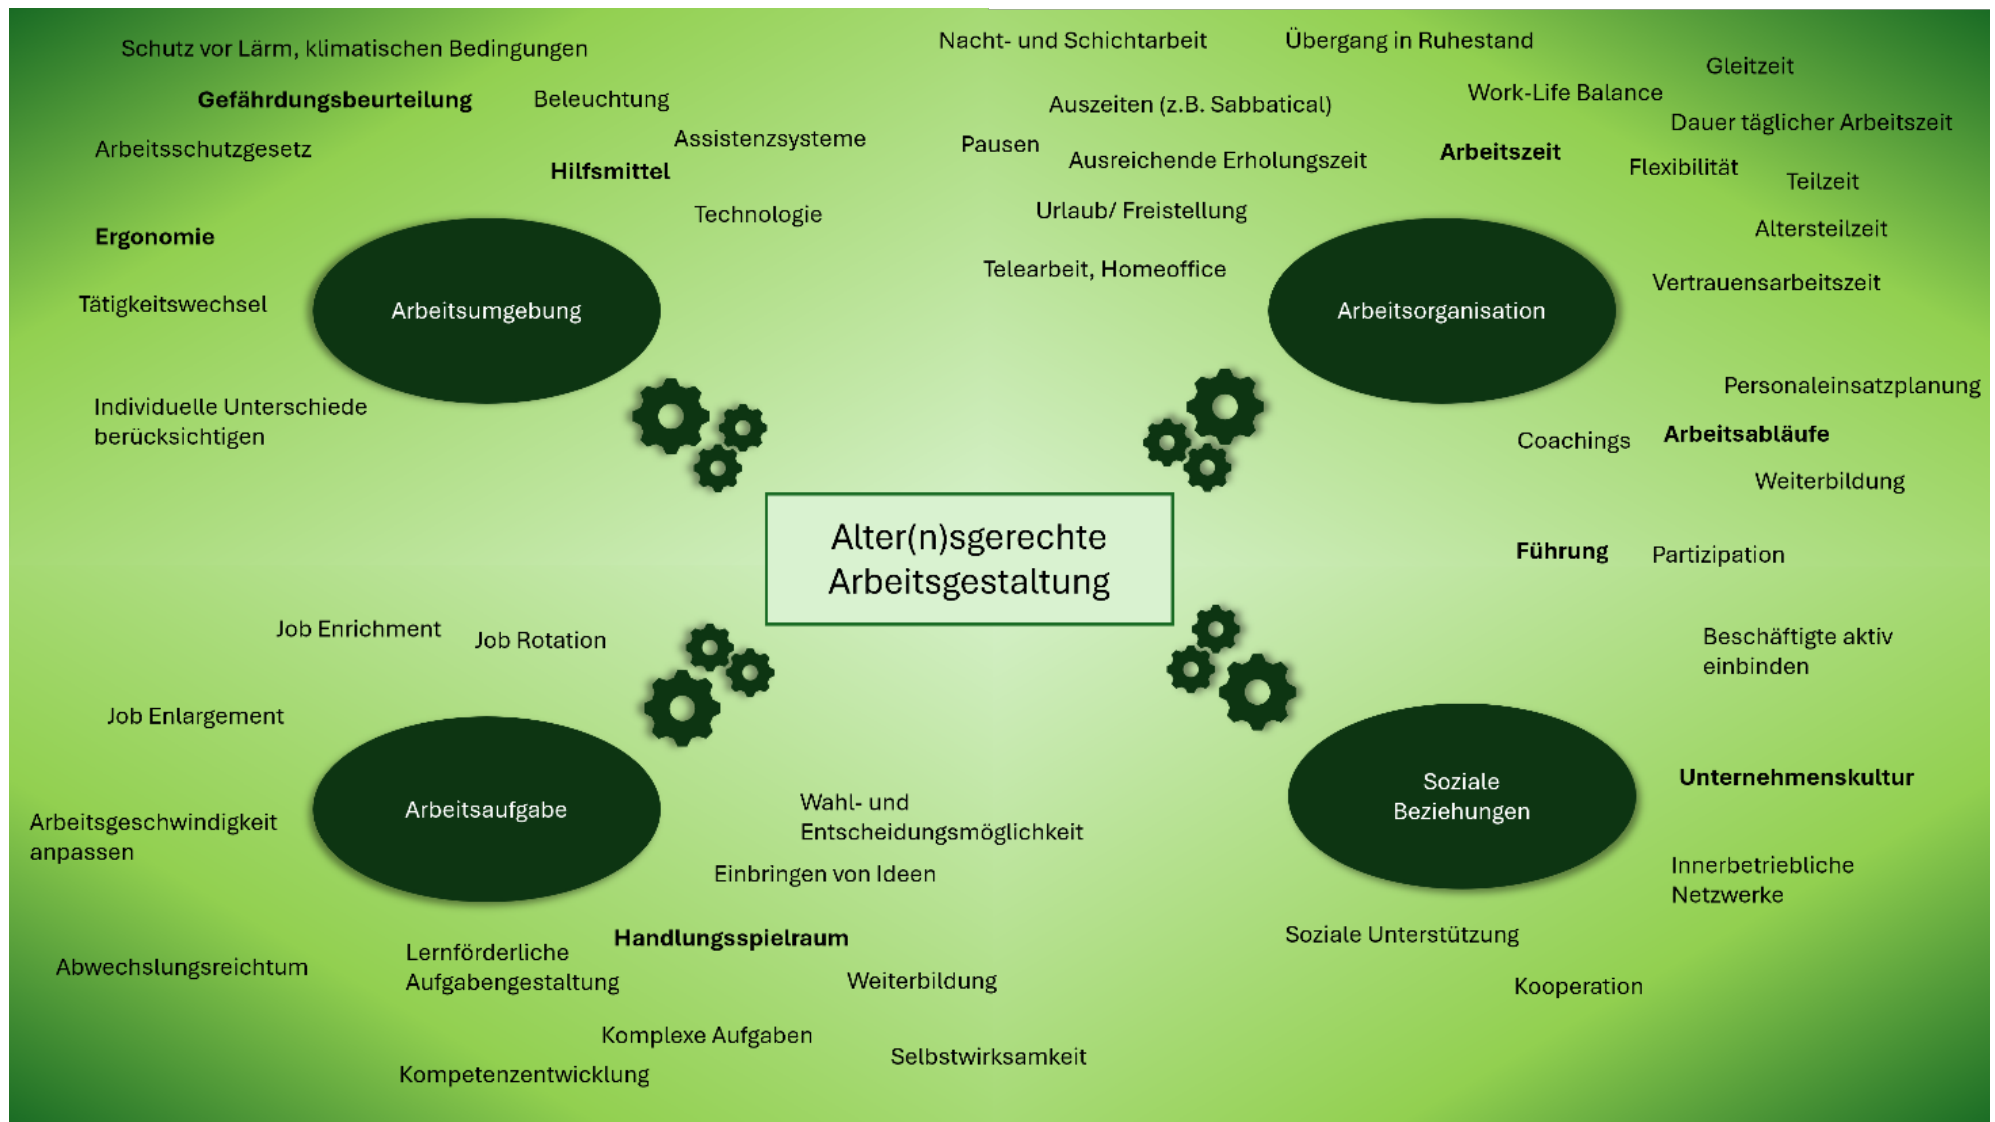 Schutz vor Lärm, klimatischen Bedingungen
Gefährdungsbeurteilung
Beleuchtung
Arbeitsschutzgesetz
Assistenzsysteme
Hilfsmittel
Technologie
Ergonomie
Tätigkeitswechsel
Arbeitsumgebung
Individuelle Unterschiede
berücksichtigen
Nacht- und Schichtarbeit
Übergang in Ruhestand
Gleitzeit
Work-Life Balance
Auszeiten (z.B. Sabbatical)
Dauer täglicher Arbeitszeit
Pausen
Ausreichende Erholungszeit
Arbeitszeit
Flexibilität
Teilzeit
Urlaub/ Freistellung
Altersteilzeit
Telearbeit, Homeoffice
Vertrauensarbeitszeit
Arbeitsorganisation
Personaleinsatzplanung
Coachings
Arbeitsabläufe
Weiterbildung
Führung
Partizipation
Alter(n)sgerechte
Arbeitsgestaltung
Job Enrichment
Job Rotation
Job Enlargement
Arbeitsaufgabe
Arbeitsgeschwindigkeit
anpassen
Wahl- und
Entscheidungsmöglichkeit
Einbringen von Ideen
Handlungsspielraum
Abwechslungsreichtum
Lernförderliche
Aufgabengestaltung
Weiterbildung
Komplexe Aufgaben
Selbstwirksamkeit
Kompetenzentwicklung
Beschäftigte aktiv
einbinden
Unternehmenskultur
Soziale
Beziehungen
Innerbetriebliche
Netzwerke
Soziale Unterstützung
Kooperation